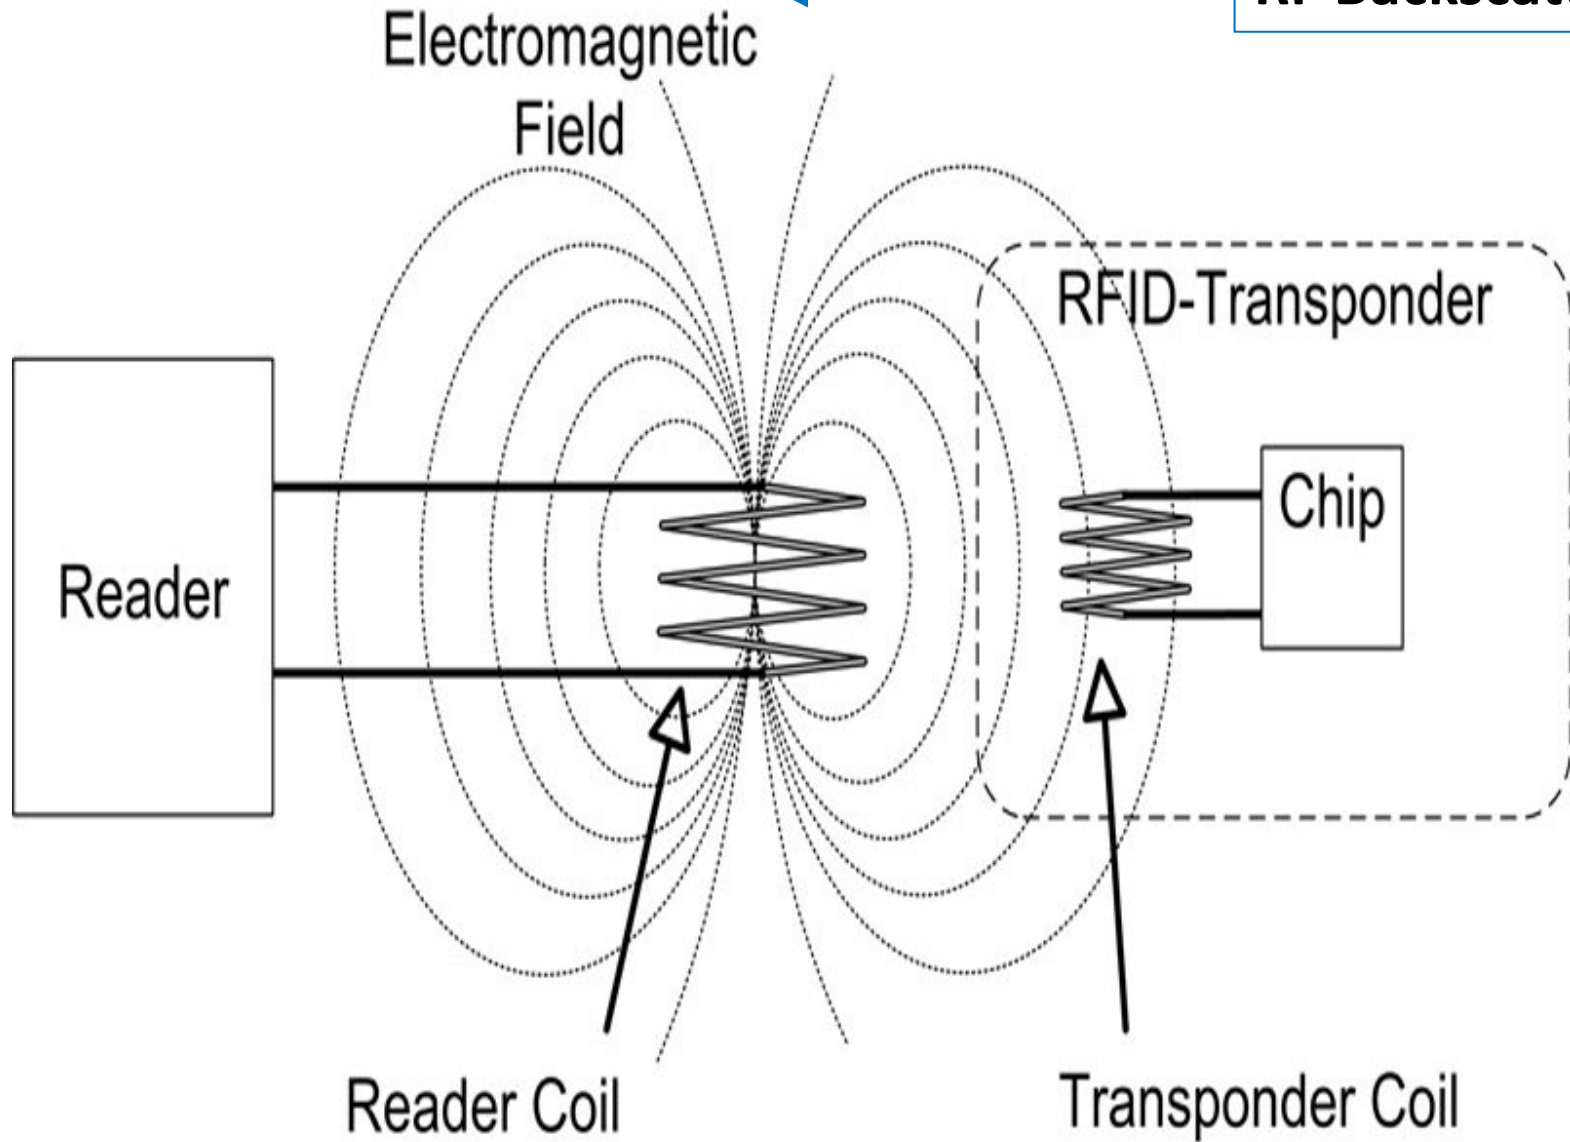 Electromagnetic
Field
RFID-Transponder
Chip
Reader
Reader Coil
Transponder Coil